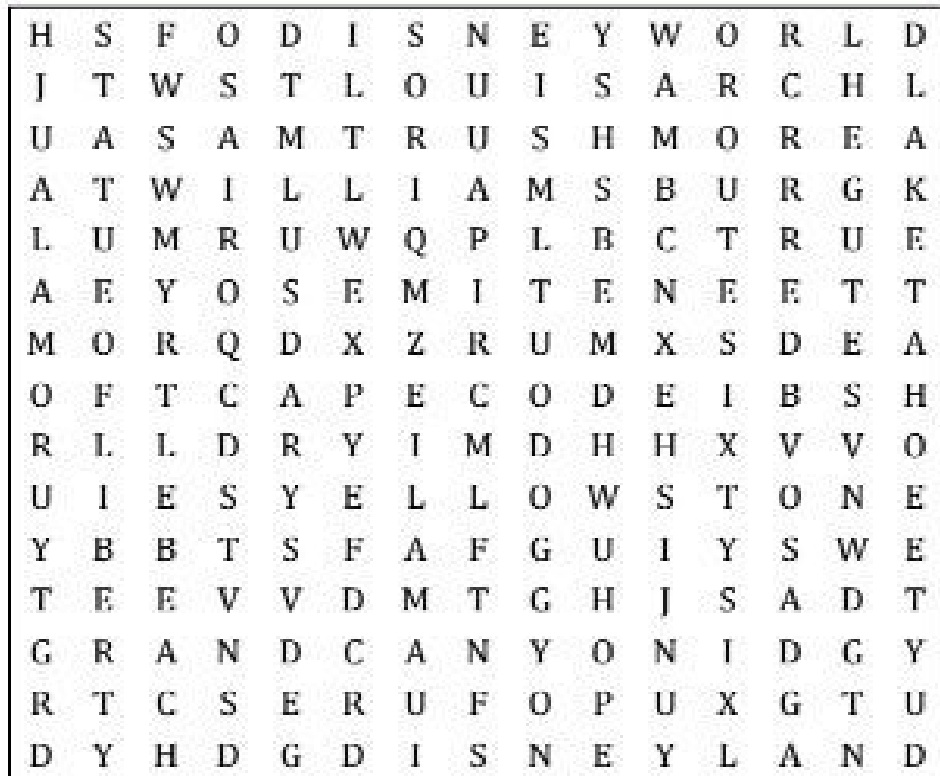 H S F O D I S N E Y W O R L D
J T W S T L O U I S A R C H L
U A S A M T R U S H M O R E A
A T W I L L I A M S B U R G K
L U M R U W Q P L B C T R U E
A E Y O S E M I T E N E E T T
M O R Q D X Z R U M X S D E A
O F T C A P E C O D E I B S H
R L L D R Y I M D H H X V V O
U I E S Y E L L O W S T O N E
Y B B T S F A F G U I Y S W E
T E E V V D M T G H J S A D T
G R A N D C A N Y O N I D G Y
R T C S E R U F O P U X G T U
D Y H D G D I S N E Y L A N D